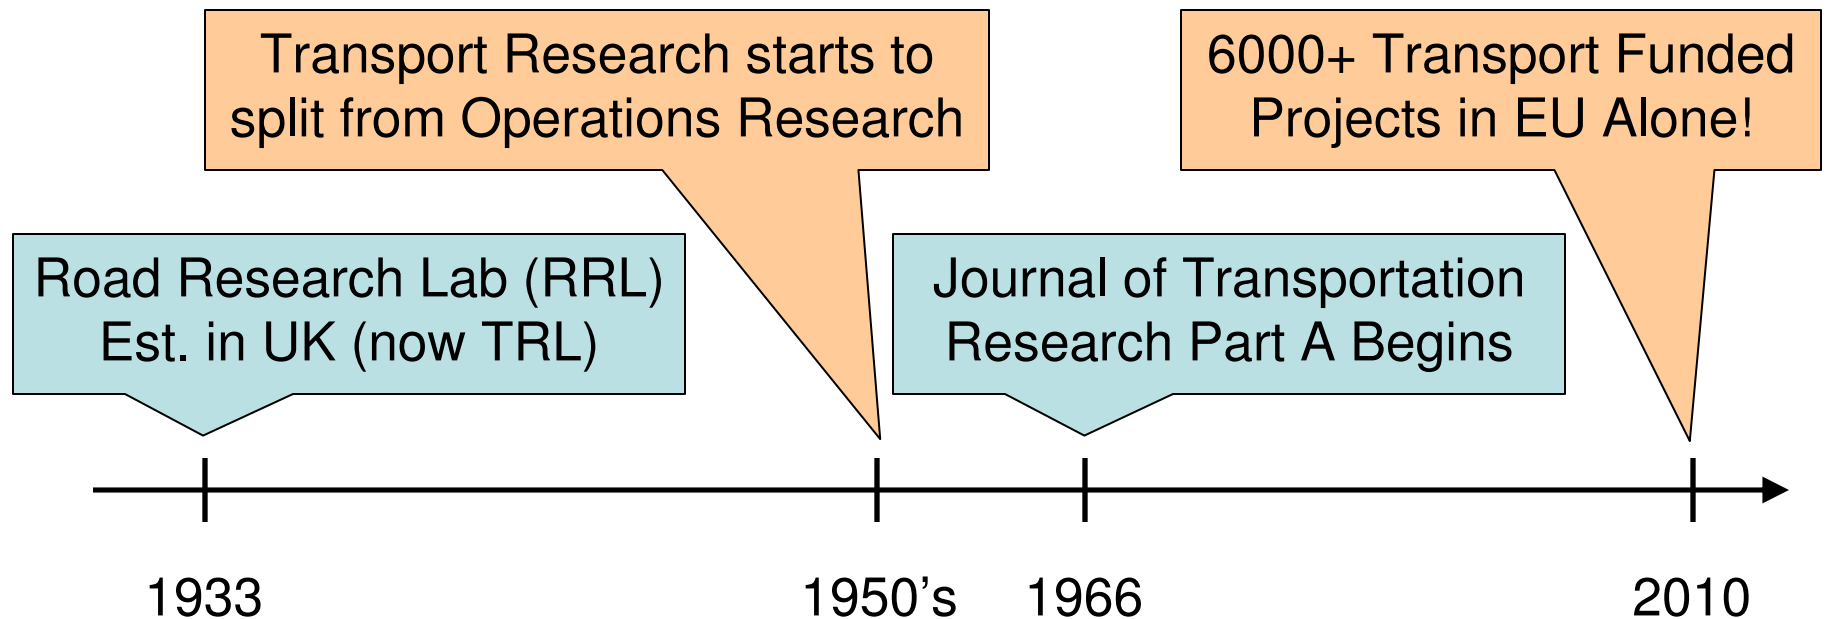 Transport Research starts to
split from Operations Research
6000+ Transport Funded
Projects in EU Alone!
Road Research Lab (RRL)
Est. in UK (now TRL)
Journal of Transportation
Research Part A Begins
1933
1950's
1966
2010